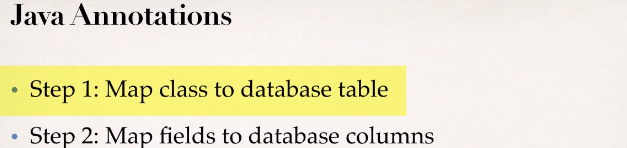 Java Annotations
• Step 1: Map class to database table
• Step 2: Map fields to database columns